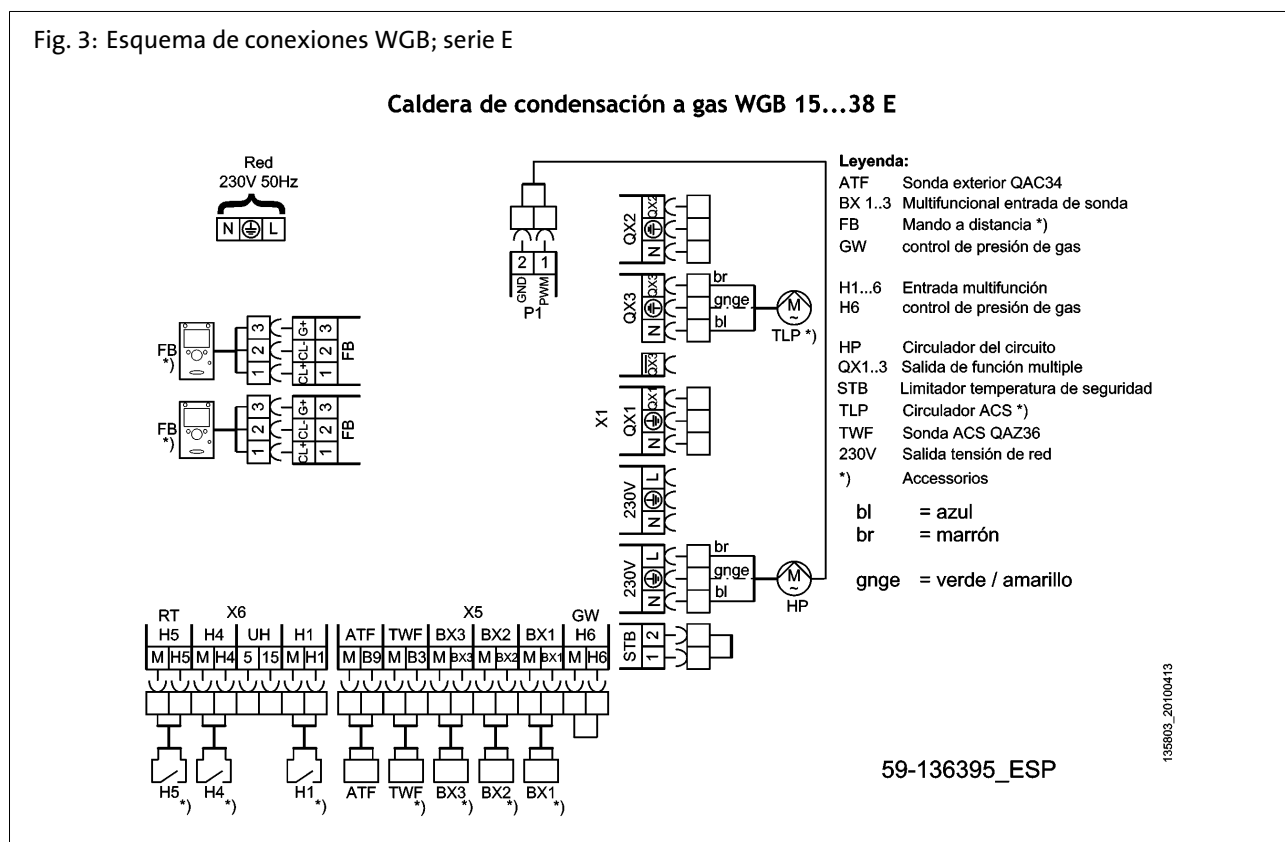 Fig. 3: Esquema de conexiones WGB; serie E
Caldera de condensación a gas WGB 15...38 E
Red
230V 50Hz
N L
2 1
GND PWM
P1
FB
*)
3 G+ 3
2 CL- 2
1 CL+ 1
FB
FB
*)
3 G+ 3
2 CL- 2
1 CL+ 1
FB
X1
QX2
QX2
N
QX3
QX3
N
br
gnge
bl
M
~
TLP *)
QX3
QX1
QX1
N
230V
L
N
230V
L
N
br
gnge
bl
M
~
HP
STB
2
1
Leyenda:
ATF Sonda exterior QAC34
BX 1..3 Multifuncional entrada de sonda
FB Mando a distancia *)
GW control de presión de gas
H1...6 Entrada multifunción
H6 control de presión de gas
HP Circulador del circuito
QX1..3 Salida de función multiple
STB Limitador temperatura de seguridad
TLP Circulador ACS *)
TWF Sonda ACS QAZ36
230V Salida tensión de red
*) Accessorios
bl = azul
br = marrón
gnge = verde / amarillo
RT X6 X5 GW
H5 H4 UH H1 ATF TWF BX3 BX2 BX1 H6
M H5 M H4 5 15 M H1 M B9 M B3 M BX3 M BX2 M BX1 M H6
H5 *) H4 *) H1 *) ATF TWF *) BX3 *) BX2 *) BX1 *)
59-136395_ESP
135803_20100413